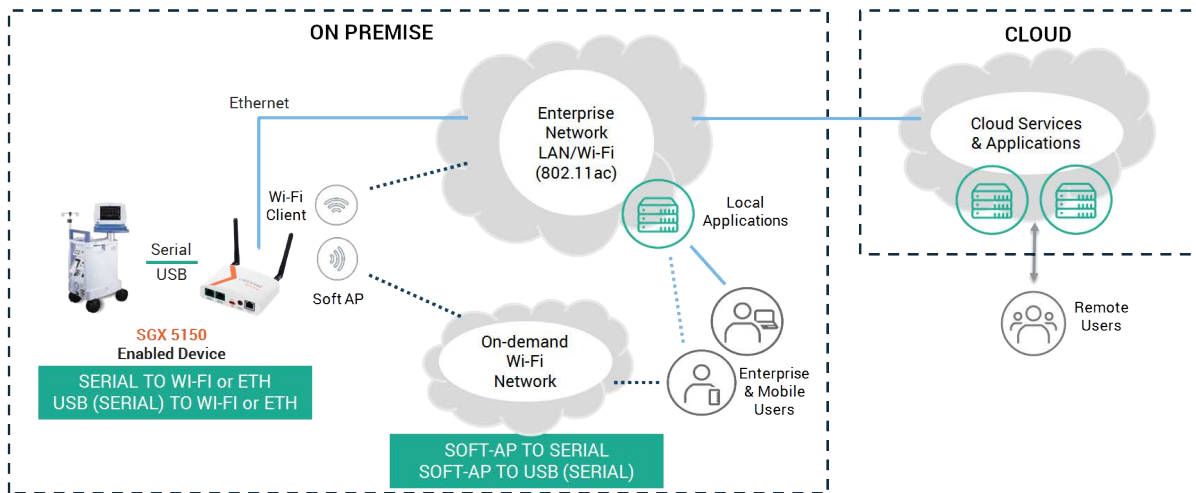 ON PREMISE
CLOUD
Ethernet
Enterprise
Network
LAN/Wi-Fi
(802.11ac)
Cloud Services
& Applications
Wi-Fi
Client
Local
Applications
Serial
USB
Soft AP
Remote
Users
SGX 5150
Enabled Device
On-demand
Wi-Fi
Network
Enterprise
& Mobile
Users
SERIAL TO WI-FI or ETH
USB (SERIAL) TO WI-FI or ETH
SOFT-AP TO SERIAL
SOFT-AP TO USB (SERIAL)